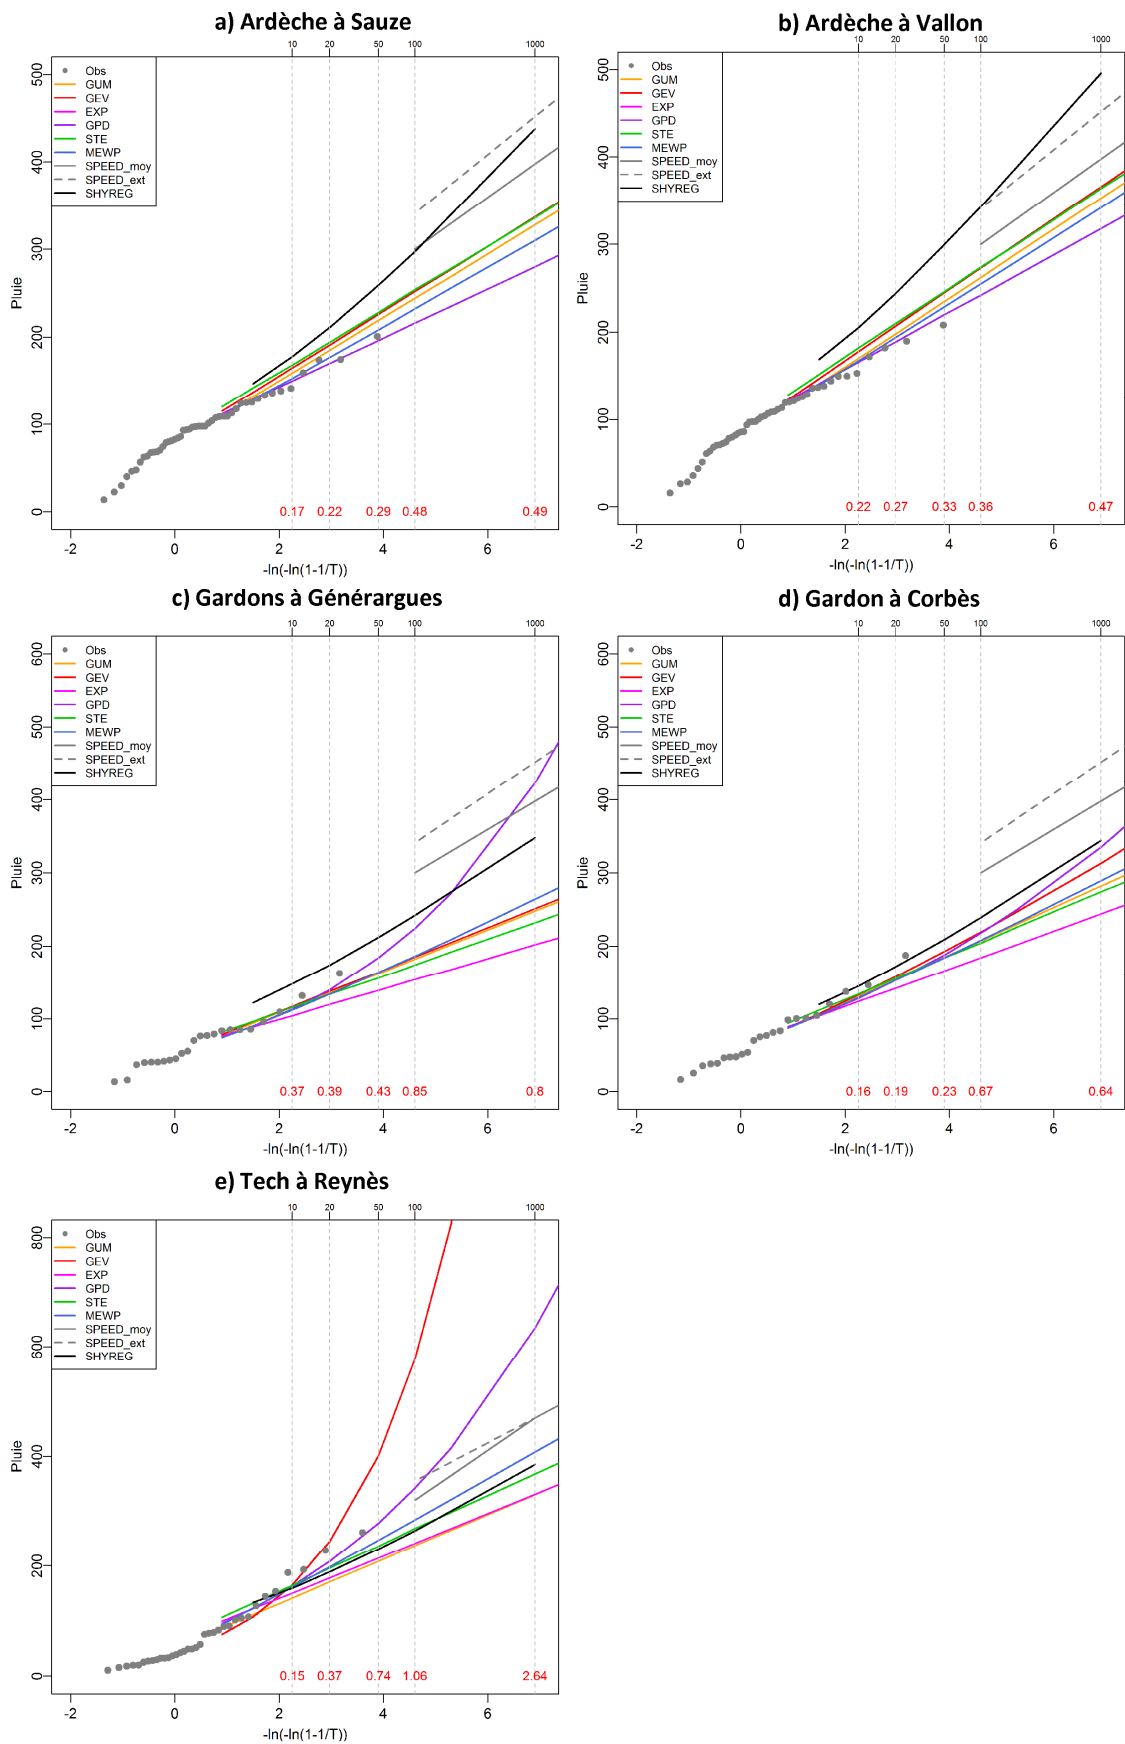 a) Ardèche à Sauze
10 20 50 100 1000
Obs
GUM
GEV
EXP
GPD
STE
MEWP
SPEED_moy
SPEED_ext
SHYREG
500
400
300
200
100
0
Pluie
0.17 0.22 0.29 0.48 0.49
-2 0 2 4 6
-ln(-ln(1-1/T))
b) Ardèche à Vallon
10 20 50 100 1000
Obs
GUM
GEV
EXP
GPD
STE
MEWP
SPEED_moy
SPEED_ext
SHYREG
500
400
300
200
100
0
Pluie
0.22 0.27 0.33 0.36 0.47
-2 0 2 4 6
-ln(-ln(1-1/T))
c) Gardons à Générargues
10 20 50 100 1000
Obs
GUM
GEV
EXP
GPD
STE
MEWP
SPEED_moy
SPEED_ext
SHYREG
600
500
400
300
200
100
0
Pluie
0.37 0.39 0.43 0.85 0.8
-2 0 2 4 6
-ln(-ln(1-1/T))
d) Gardon à Corbès
10 20 50 100 1000
Obs
GUM
GEV
EXP
GPD
STE
MEWP
SPEED_moy
SPEED_ext
SHYREG
600
500
400
300
200
100
0
Pluie
0.16 0.19 0.23 0.67 0.64
-2 0 2 4 6
-ln(-ln(1-1/T))
e) Tech à Reynès
10 20 50 100 1000
Obs
GUM
GEV
EXP
GPD
STE
MEWP
SPEED_moy
SPEED_ext
SHYREG
800
600
400
200
0
Pluie
0.15 0.37 0.74 1.06 2.64
-2 0 2 4 6
-ln(-ln(1-1/T))